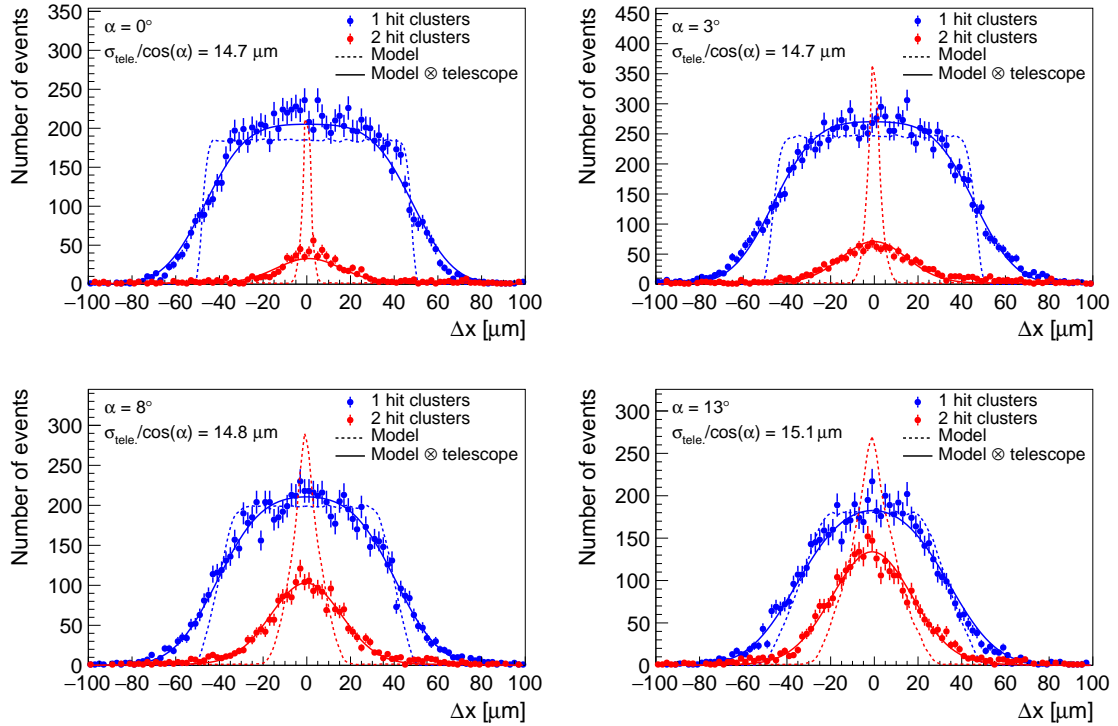 Number of events
350
300
250
200
150
100
50
0
α = 0°
σtele./cos(α) = 14.7 μm
1 hit clusters
2 hit clusters
Model
Model ⊗ telescope
−100 −80 −60 −40 −20 0 20 40 60 80 100
Δx [μm]
Number of events
450
400
350
300
250
200
150
100
50
0
α = 3°
σtele./cos(α) = 14.7 μm
1 hit clusters
2 hit clusters
Model
Model ⊗ telescope
−100 −80 −60 −40 −20 0 20 40 60 80 100
Δx [μm]
Number of events
300
250
200
150
100
50
0
α = 8°
σtele./cos(α) = 14.8 μm
1 hit clusters
2 hit clusters
Model
Model ⊗ telescope
−100 −80 −60 −40 −20 0 20 40 60 80 100
Δx [μm]
Number of events
300
250
200
150
100
50
0
α = 13°
σtele./cos(α) = 15.1 μm
1 hit clusters
2 hit clusters
Model
Model ⊗ telescope
−100 −80 −60 −40 −20 0 20 40 60 80 100
Δx [μm]